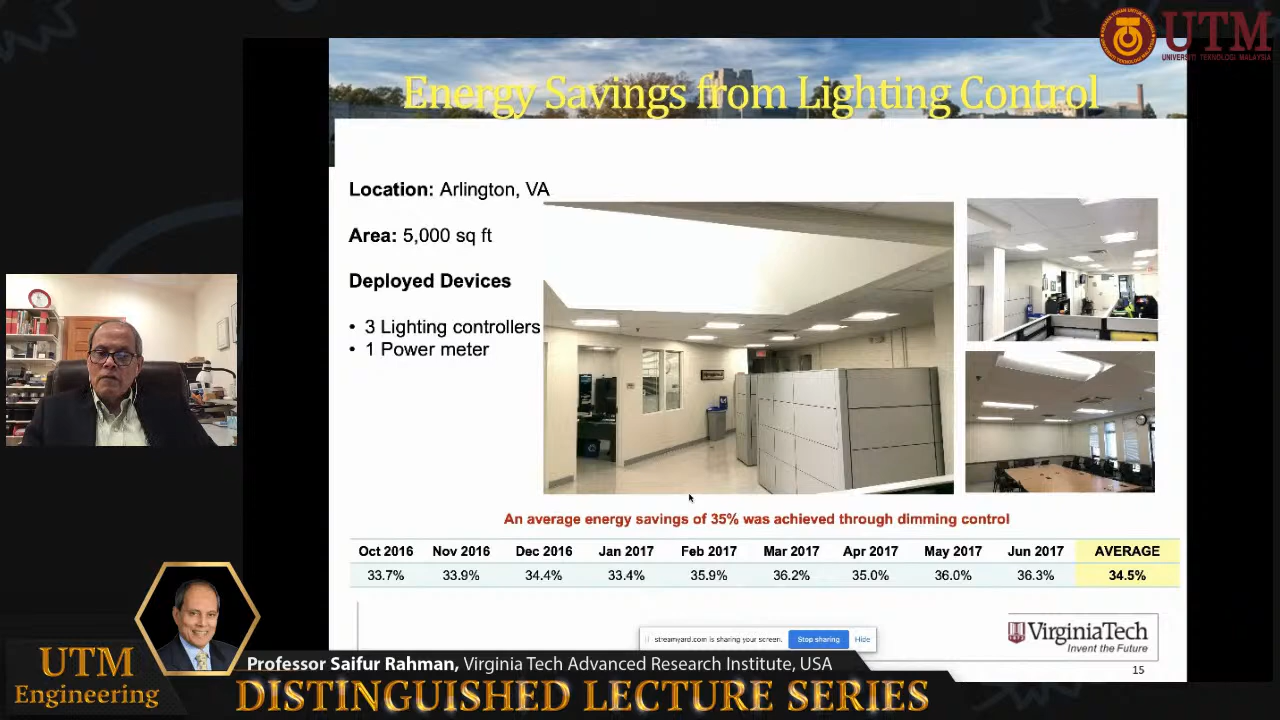 UTM
UNIVERSITI TEKNOLOGI MALAYSIA
Energy Savings from Lighting Control
Location: Arlington, VA
Area: 5,000 sq ft
Deployed Devices
• 3 Lighting controllers
• 1 Power meter
An average energy savings of 35% was achieved through dimming control
Oct 2016 Nov 2016 Dec 2016 Jan 2017 Feb 2017 Mar 2017 Apr 2017 May 2017 Jun 2017 AVERAGE
33.7% 33.9% 34.4% 33.4% 35.9% 36.2% 35.0% 36.0% 36.3% 34.5%
streamyard.com is sharing your screen. Stop sharing Hide
VirginiaTech
Invent the Future
15
Professor Saifur Rahman, Virginia Tech Advanced Research Institute, USA
UTM
Engineering
DISTINGUISHED LECTURE SERIES